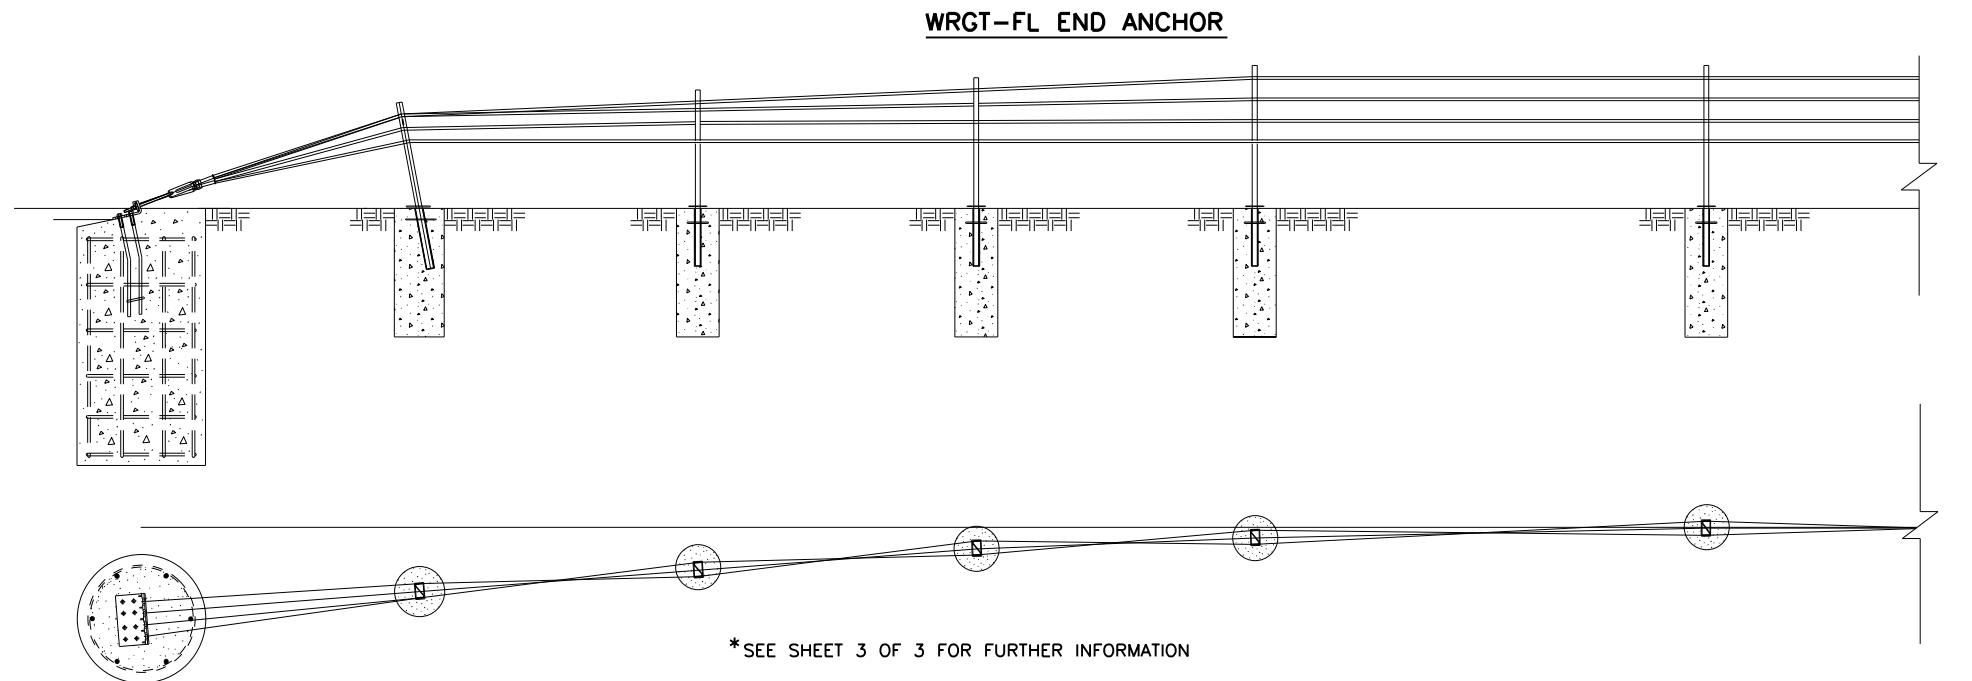 WRGT-FL END ANCHOR
*SEE SHEET 3 OF 3 FOR FURTHER INFORMATION